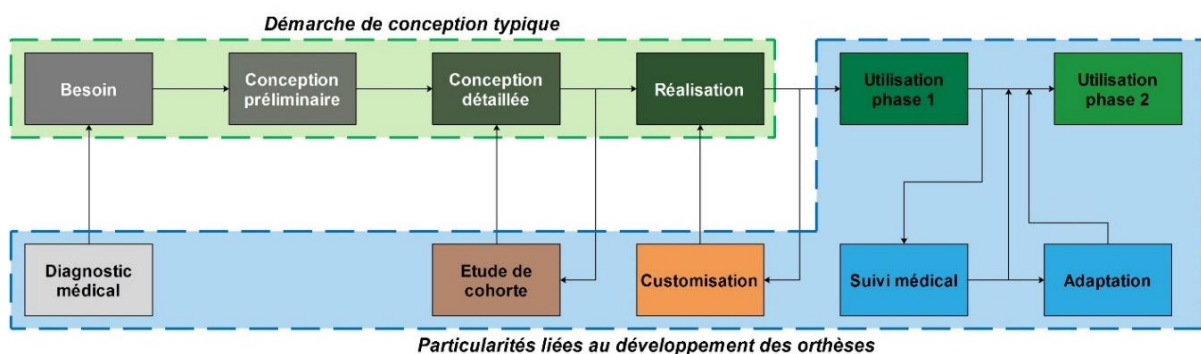 Démarche de conception typique
Besoin
Conception
préliminaire
Conception
détaillée
Réalisation
Utilisation
phase 1
Utilisation
phase 2
Diagnostic
médical
Etude de
cohorte
Customisation
Suivi médical
Adaptation
Particularités liées au développement des orthèses